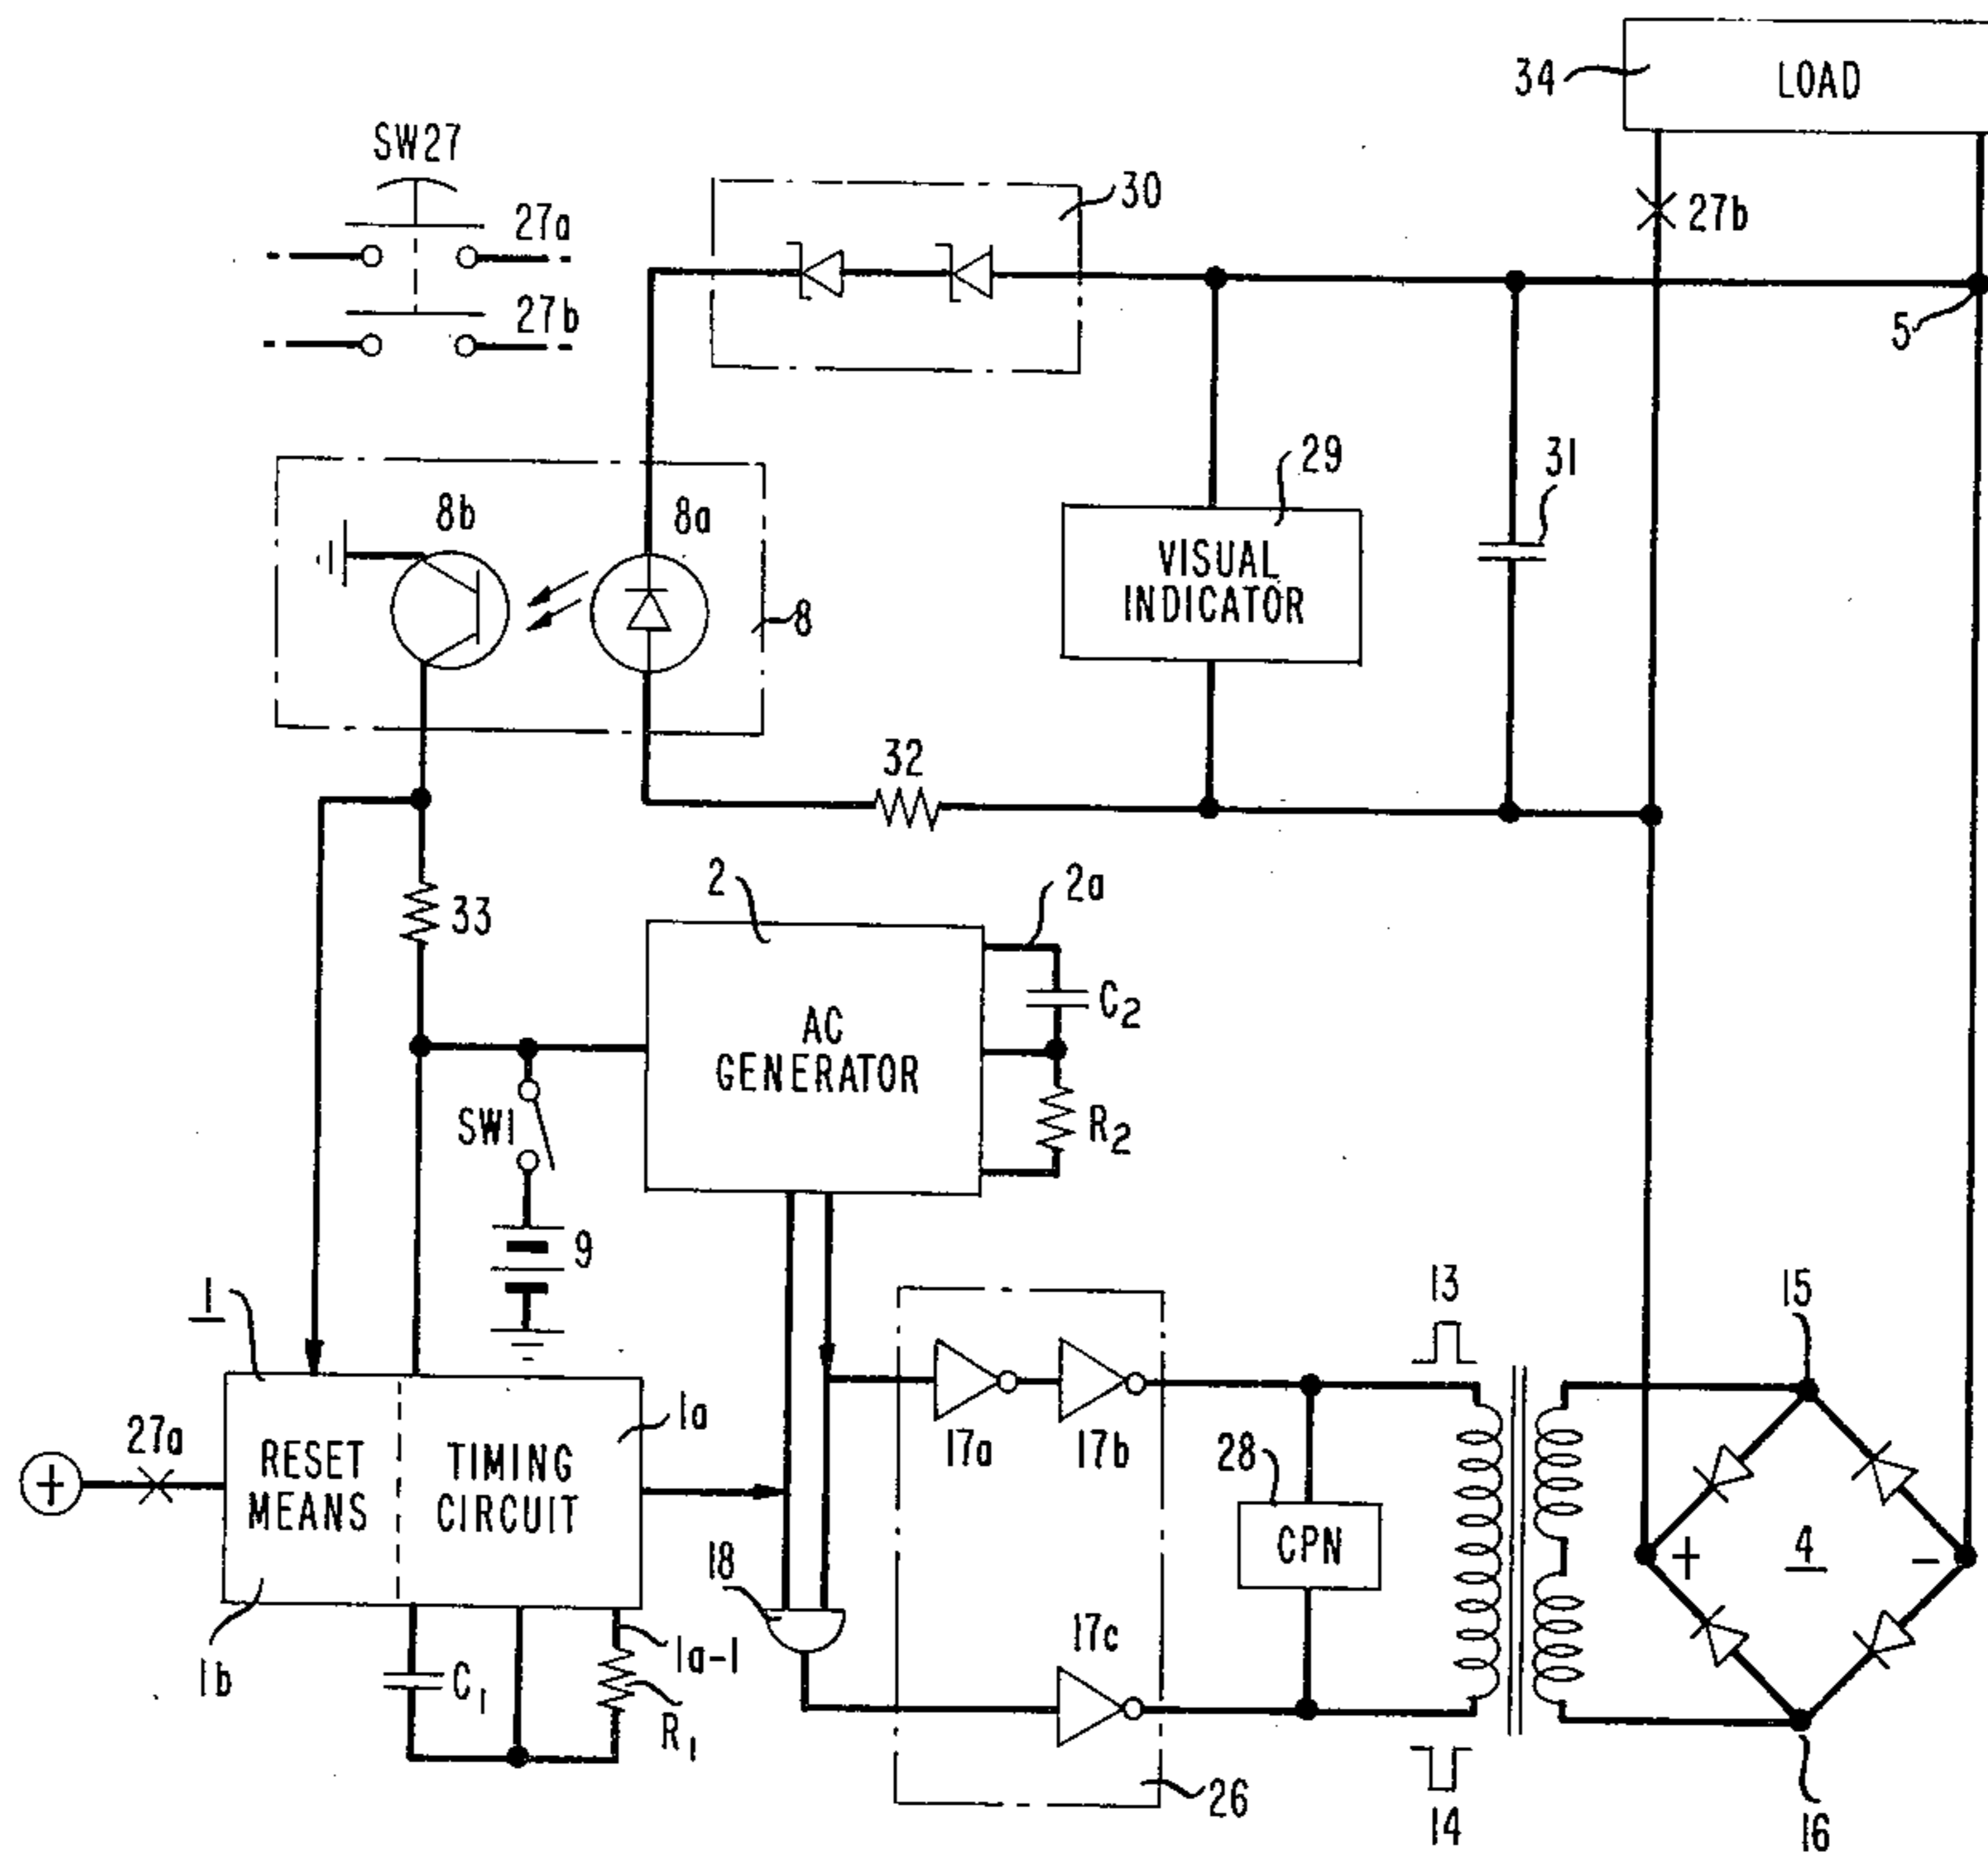 LOAD
34
SW27
27a
27b
30
27b
5
29
31
8b
8a
VISUAL
INDICATOR
8
32
33
2
2a
AC
GENERATOR
C2
R2
SW1
9
1
1a
27a
+
RESET
MEANS
TIMING
CIRCUIT
13
15
17a
17b
28
CPN
+
4
-
18
17c
1b
C1
1a-1
R1
26
14
16